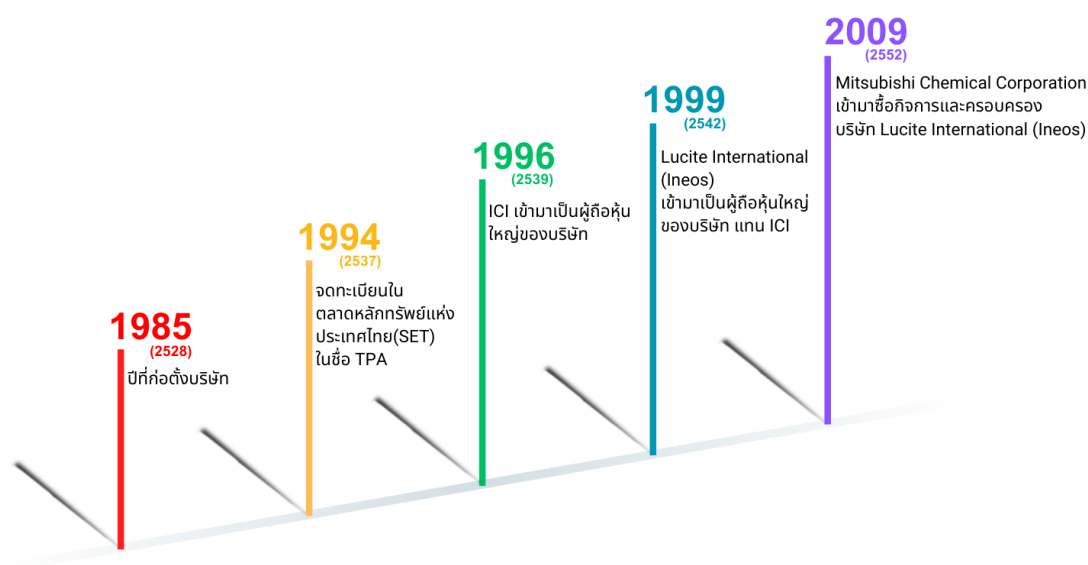 1985
(2528)
ปีที่ก่อตั้งบริษัท
1994
(2537)
จดทะเบียนใน
ตลาดหลักทรัพย์แห่ง
ประเทศไทย(SET)
ในชื่อ TPA
1996
(2539)
ICI เข้ามาเป็นผู้ถือหุ้น
ใหญ่ของบริษัท
1999
(2542)
Lucite International
(Ineos)
เข้ามาเป็นผู้ถือหุ้นใหญ่
ของบริษัท แทน ICI
2009
(2552)
Mitsubishi Chemical Corporation
เข้ามาซื้อกิจการและครอบครอง
บริษัท Lucite International (Ineos)